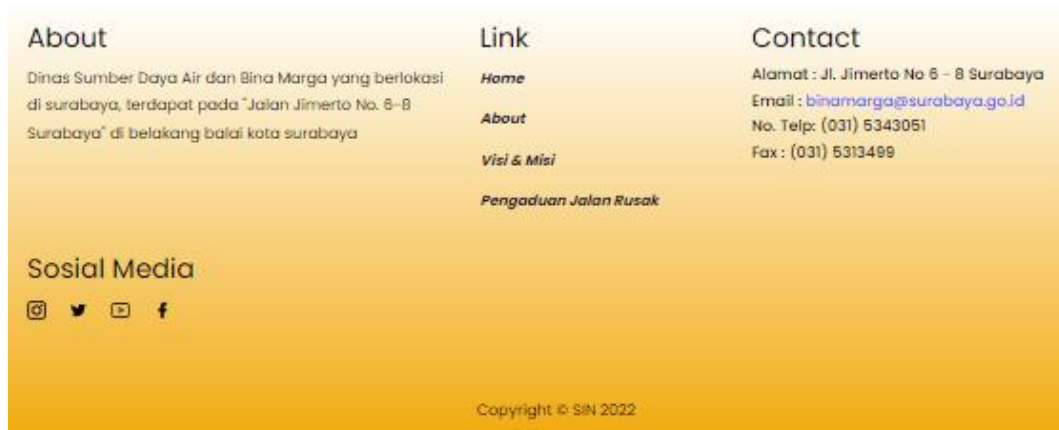 About
Dinas Sumber Daya Air dan Bina Marga yang berlokasi
di surabaya, terdapat pada "Jalan Jimerto No. 6-8
Surabaya" di belakang balai kota surabaya
Link
Home
About
Visi & Misi
Pengaduan Jalan Rusak
Contact
Alamat : Jl. Jimerto No 6 - 8 Surabaya
Email : binamarga@surabaya.go.id
No. Telp: (031) 5343051
Fax : (031) 5313499
Sosial Media
Copyright © SIN 2022